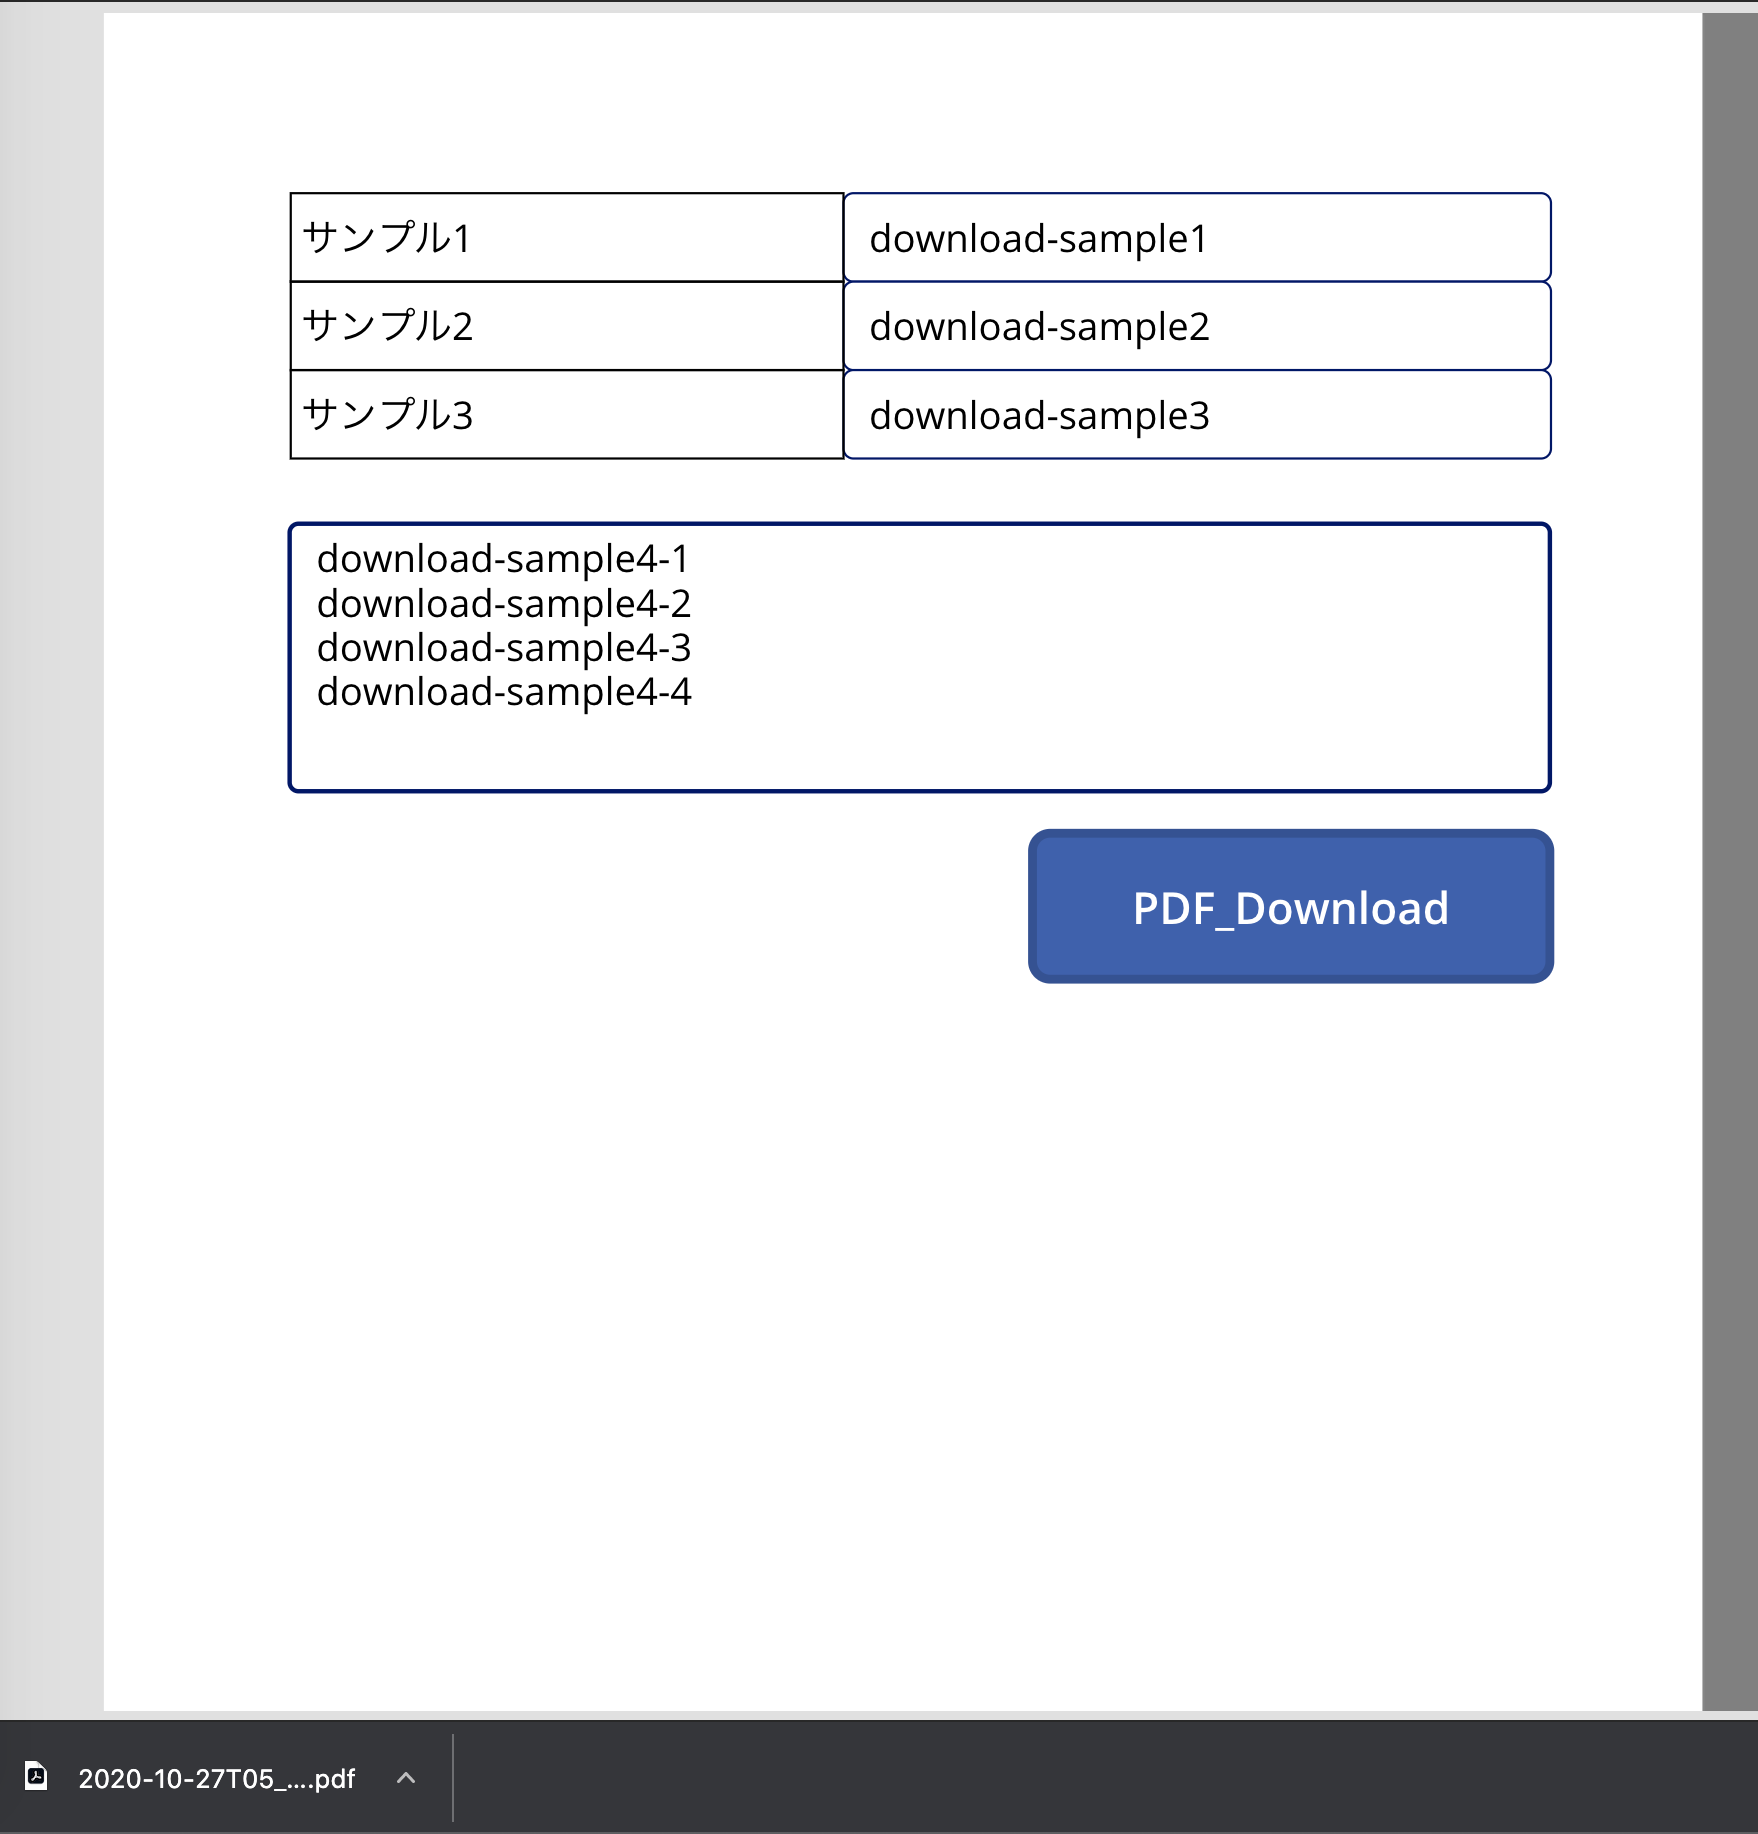 サンプル1 download-sample1
サンプル2 download-sample2
サンプル3 download-sample3
download-sample4-1
download-sample4-2
download-sample4-3
download-sample4-4
PDF_Download
2020-10-27T05_....pdf